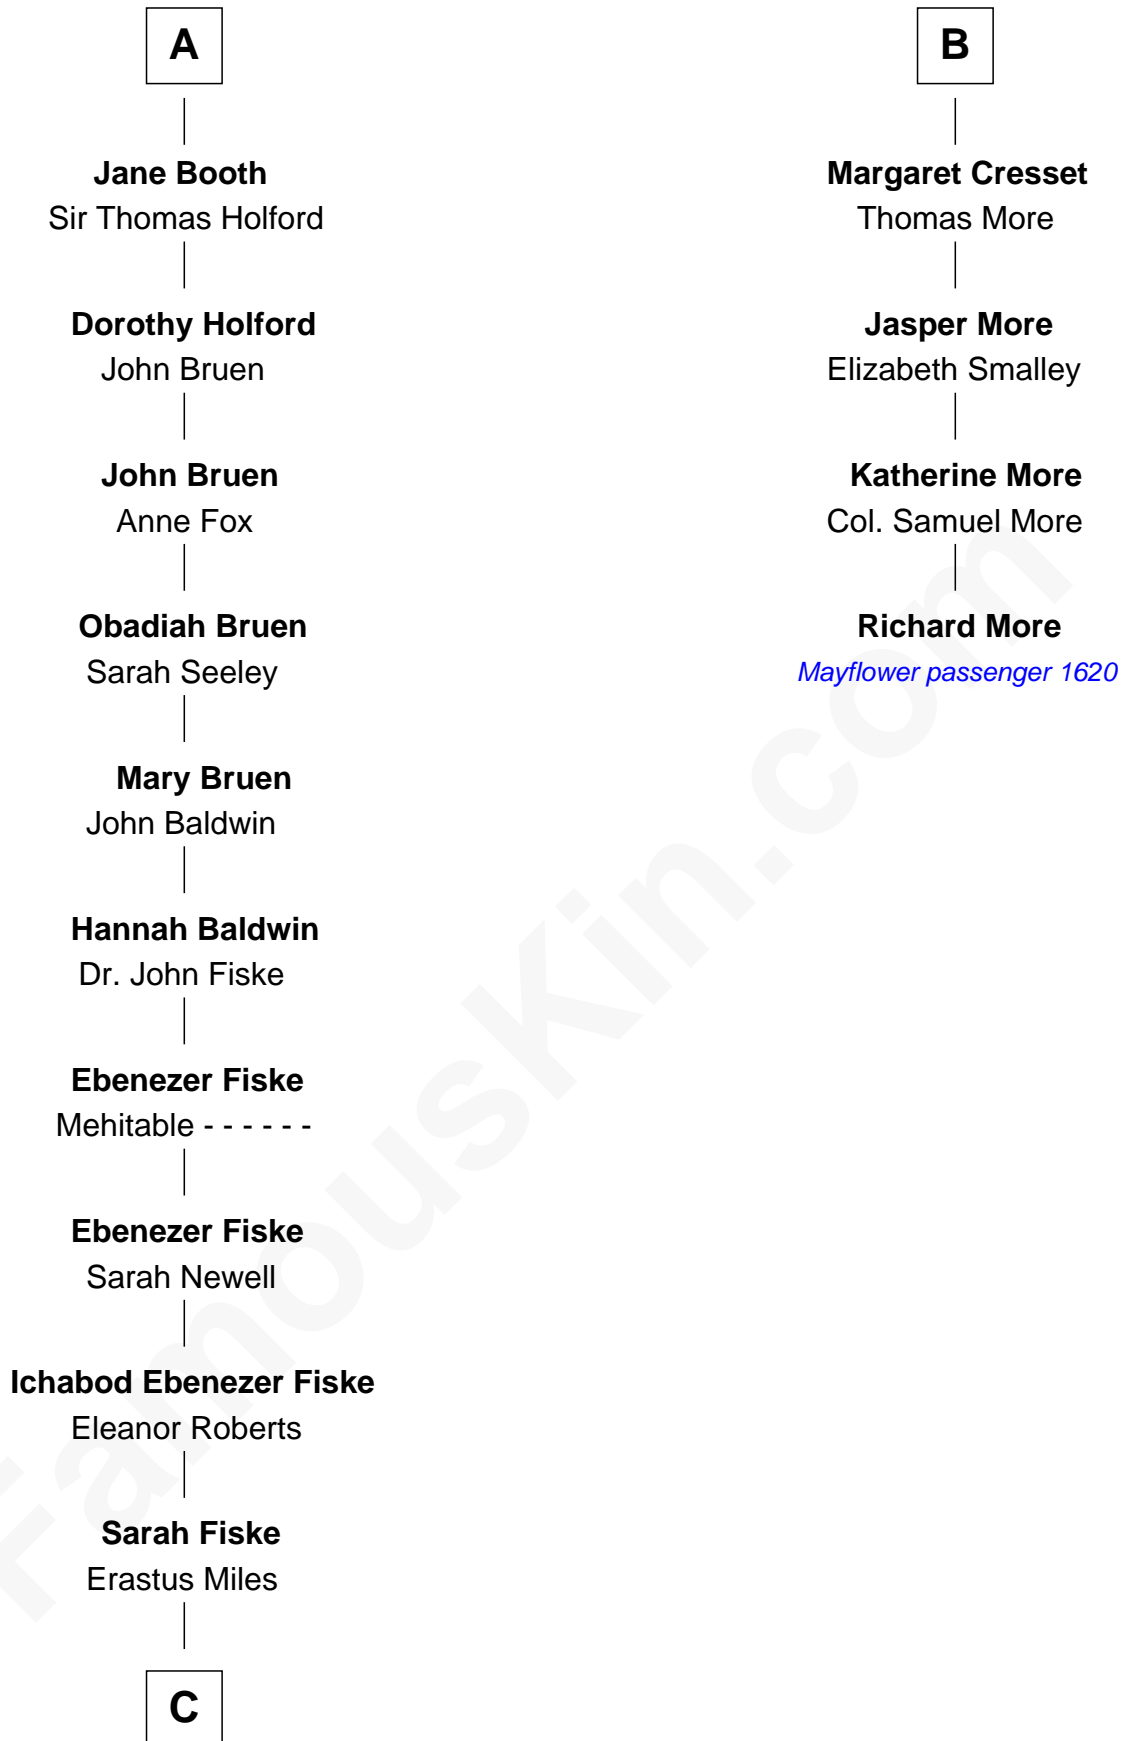 A
Jane Booth
Sir Thomas Holford
Dorothy Holford
John Bruen
John Bruen
Anne Fox
Obadiah Bruen
Sarah Seeley
Mary Bruen
John Baldwin
Hannah Baldwin
Dr. John Fiske
Ebenezer Fiske
Mehitable - - - - - -
Ebenezer Fiske
Sarah Newell
Ichabod Ebenezer Fiske
Eleanor Roberts
Sarah Fiske
Erastus Miles
C
B
Margaret Cresset
Thomas More
Jasper More
Elizabeth Smalley
Katherine More
Col. Samuel More
Richard More
Mayflower passenger 1620
FamousKin.com